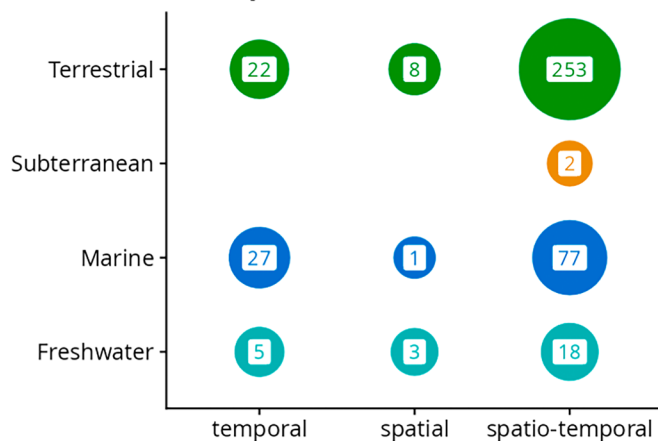 Terrestrial 22 8 253
Subterranean 2
Marine 27 1 77
Freshwater 5 3 18
temporal spatial spatio-temporal